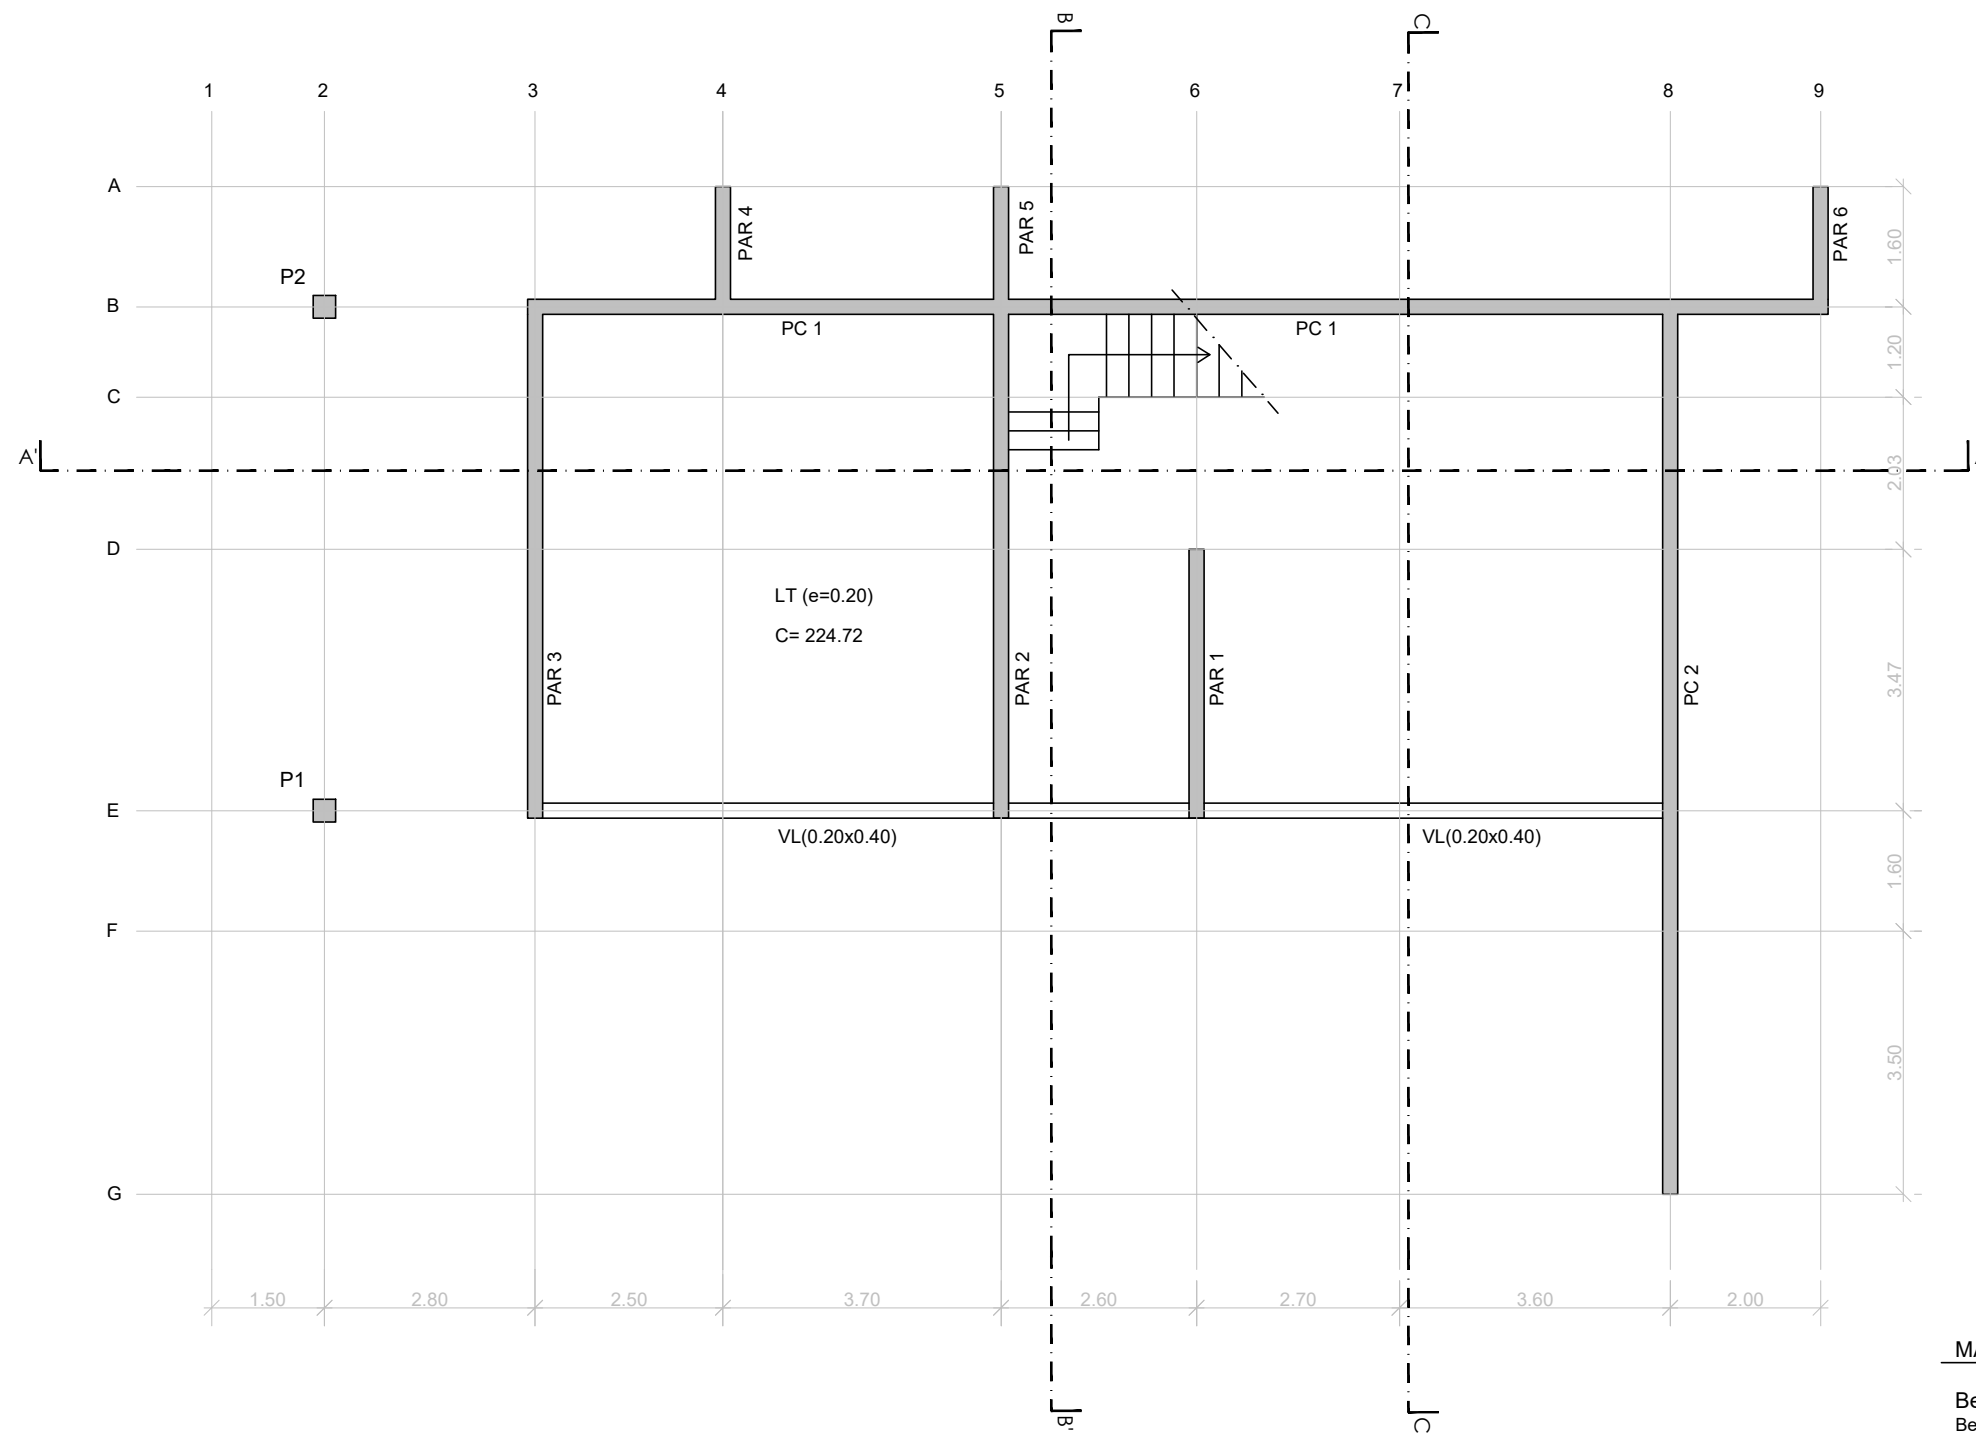 B
C
1 2 3 4 5 6 7 8 9
A
PAR 4
PAR 5
PAR 6
1.60
P2
B
PC 1
PC 1
1.20
C
A'
2.03
D
LT (e=0.20)
C= 224.72
PAR 3
PAR 2
PAR 1
PC 2
3.47
P1
E
VL(0.20x0.40)
VL(0.20x0.40)
1.60
F
3.50
G
1.50 2.80 2.50 3.70 2.60 2.70 3.60 2.00
B'
C